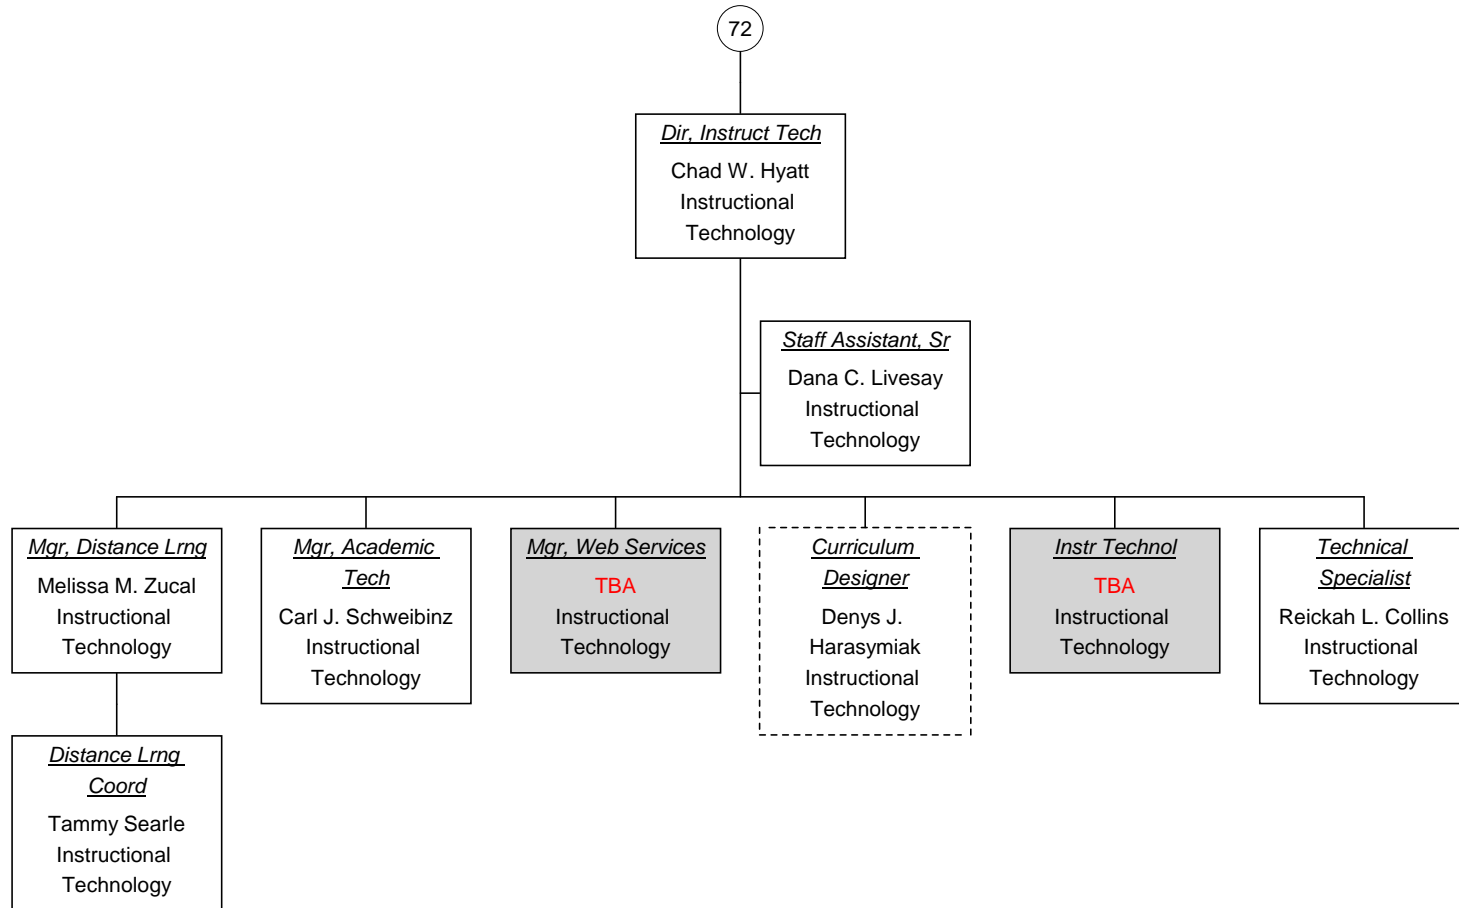 72
Dir, Instruct Tech
Chad W. Hyatt
Instructional
Technology
Staff Assistant, Sr
Dana C. Livesay
Instructional
Technology
Mgr, Distance Lrng
Melissa M. Zucal
Instructional
Technology
Mgr, Academic
Tech
Carl J. Schweibinz
Instructional
Technology
Mgr, Web Services
TBA
Instructional
Technology
Curriculum
Designer
Denys J.
Harasymiak
Instructional
Technology
Instr Technol
TBA
Instructional
Technology
Technical
Specialist
Reickah L. Collins
Instructional
Technology
Distance Lrng
Coord
Tammy Searle
Instructional
Technology